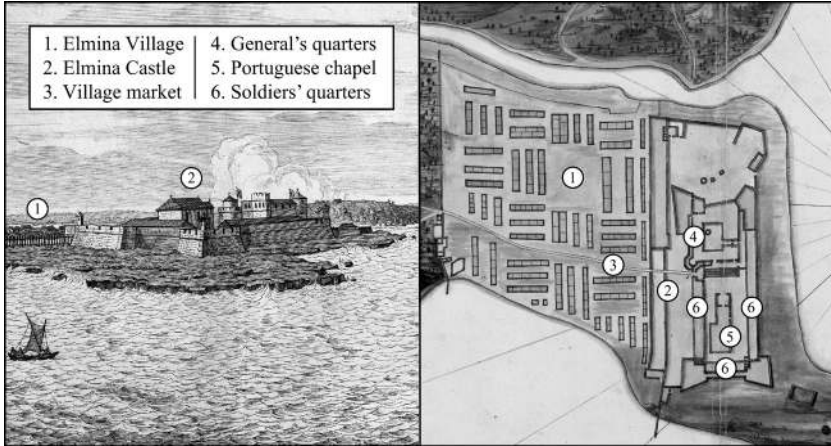 1. Elmina Village
2. Elmina Castle
3. Village market
4. General's quarters
5. Portuguese chapel
6. Soldiers' quarters
1
2
1
4
3
2
6
6
5
6